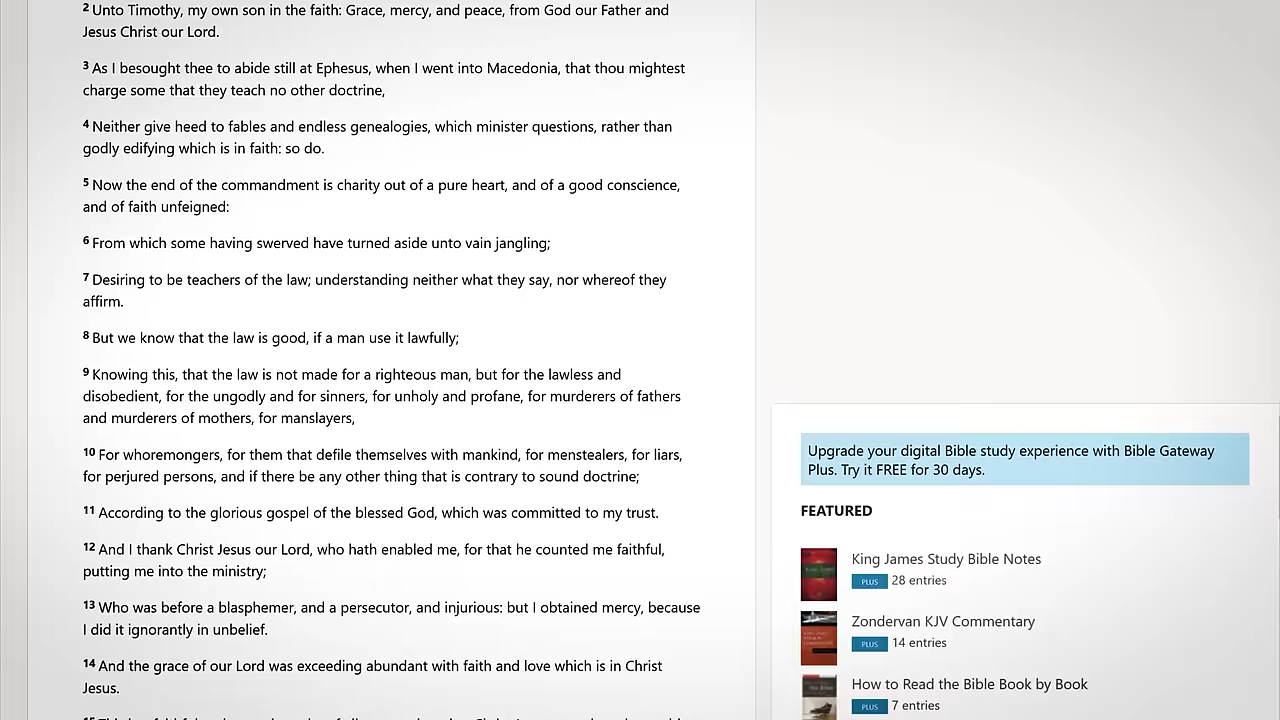 2 Unto Timothy, my own son in the faith: Grace, mercy, and peace, from God our Father and
Jesus Christ our Lord.
3 As I besought thee to abide still at Ephesus, when I went into Macedonia, that thou mightest
charge some that they teach no other doctrine,
4 Neither give heed to fables and endless genealogies, which minister questions, rather than
godly edifying which is in faith: so do.
5 Now the end of the commandment is charity out of a pure heart, and of a good conscience,
and of faith unfeigned:
6 From which some having swerved have turned aside unto vain jangling;
7 Desiring to be teachers of the law; understanding neither what they say, nor whereof they
affirm.
8 But we know that the law is good, if a man use it lawfully;
9 Knowing this, that the law is not made for a righteous man, but for the lawless and
disobedient, for the ungodly and for sinners, for unholy and profane, for murderers of fathers
and murderers of mothers, for manslayers,
10 For whoremongers, for them that defile themselves with mankind, for menstealers, for liars,
for perjured persons, and if there be any other thing that is contrary to sound doctrine;
11 According to the glorious gospel of the blessed God, which was committed to my trust.
12 And I thank Christ Jesus our Lord, who hath enabled me, for that he counted me faithful,
putting me into the ministry;
13 Who was before a blasphemer, and a persecutor, and injurious: but I obtained mercy, because
I did it ignorantly in unbelief.
14 And the grace of our Lord was exceeding abundant with faith and love which is in Christ
Jesus.
Upgrade your digital Bible study experience with Bible Gateway
Plus. Try it FREE for 30 days.
FEATURED
King James Study Bible Notes
PLUS 28 entries
Zondervan KJV Commentary
PLUS 14 entries
How to Read the Bible Book by Book
PLUS 7 entries